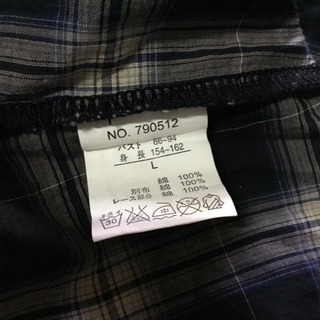 NO. 790512
バスト 86-94
身長 154-162
L
綿 100%
別布 綿 100%
レース部分 綿 100%